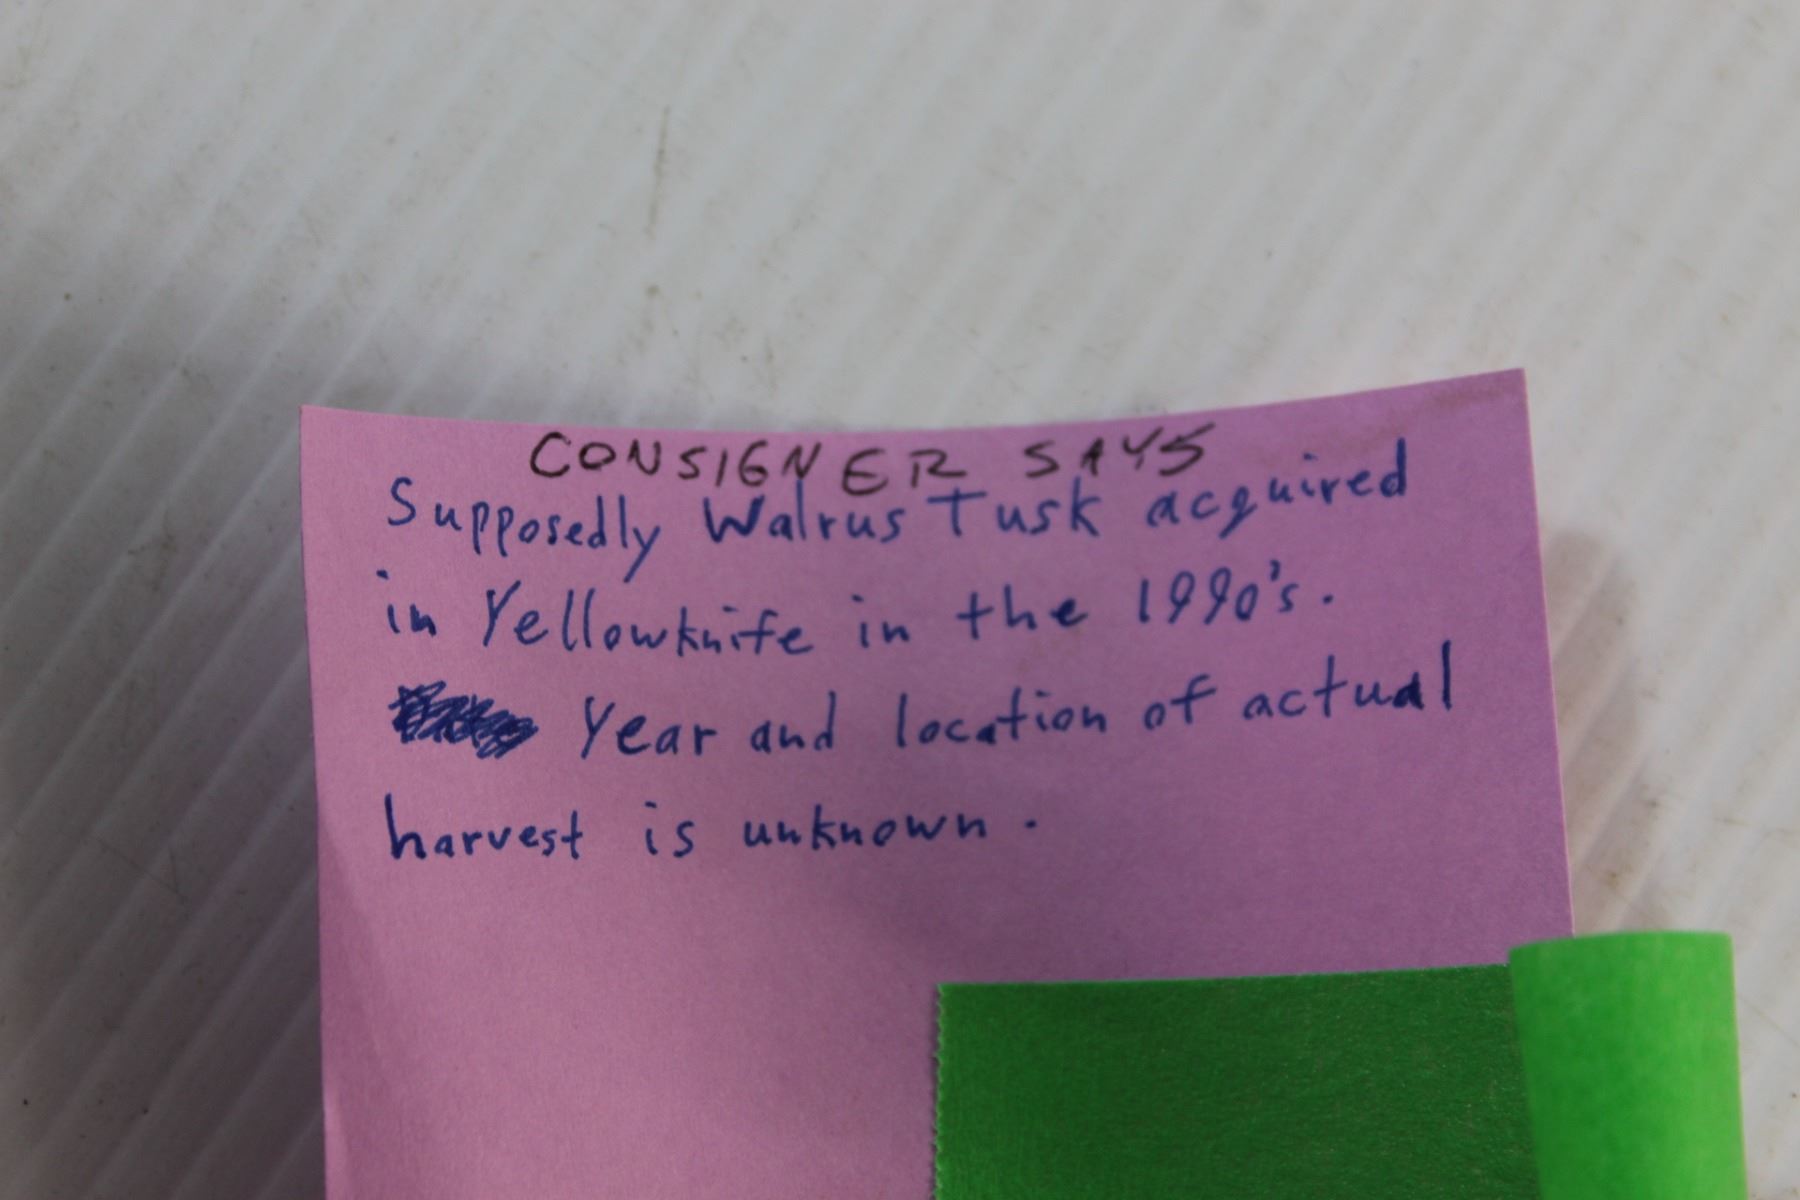 CONSIGNER SAYS
Supposedly Walrus Tusk acquired
in Yellowknife in the 1990's.
Year and location of actual
harvest is unknown.